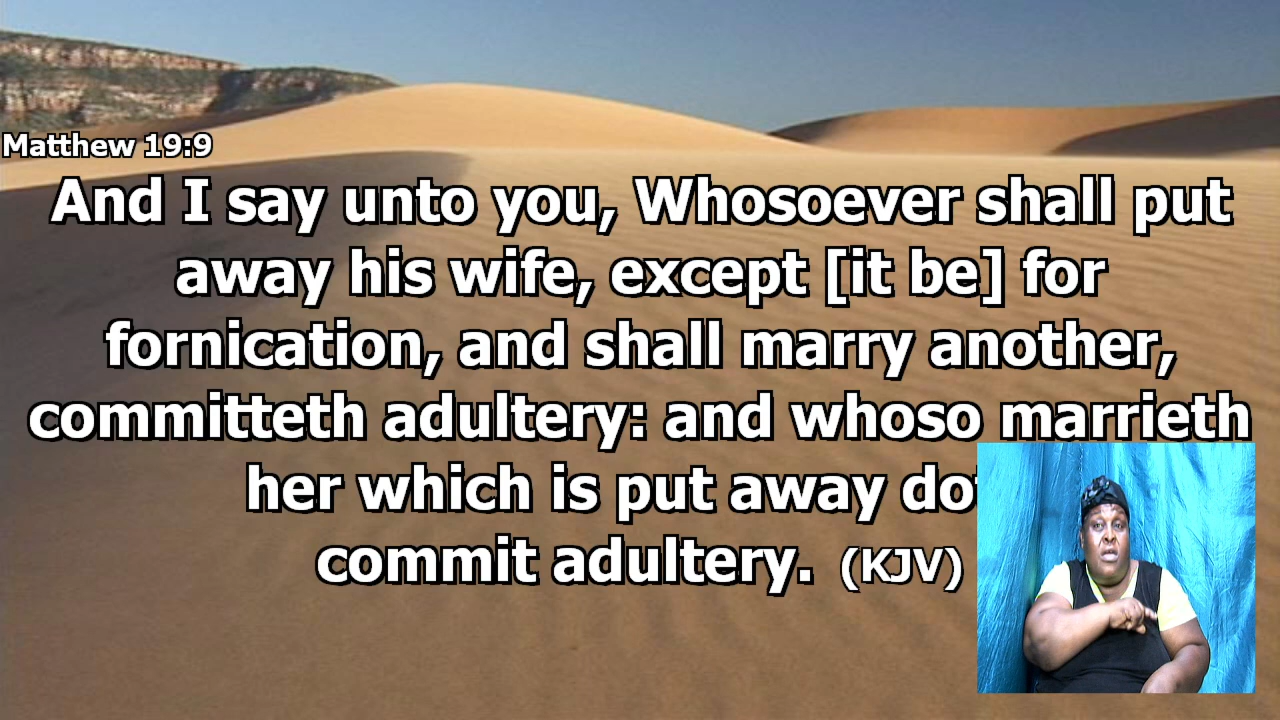 Matthew 19:9
And I say unto you, Whosoever shall put
away his wife, except [it be] for
fornication, and shall marry another,
committeth adultery: and whoso marrieth
her which is put away
commit adultery. (KJV)